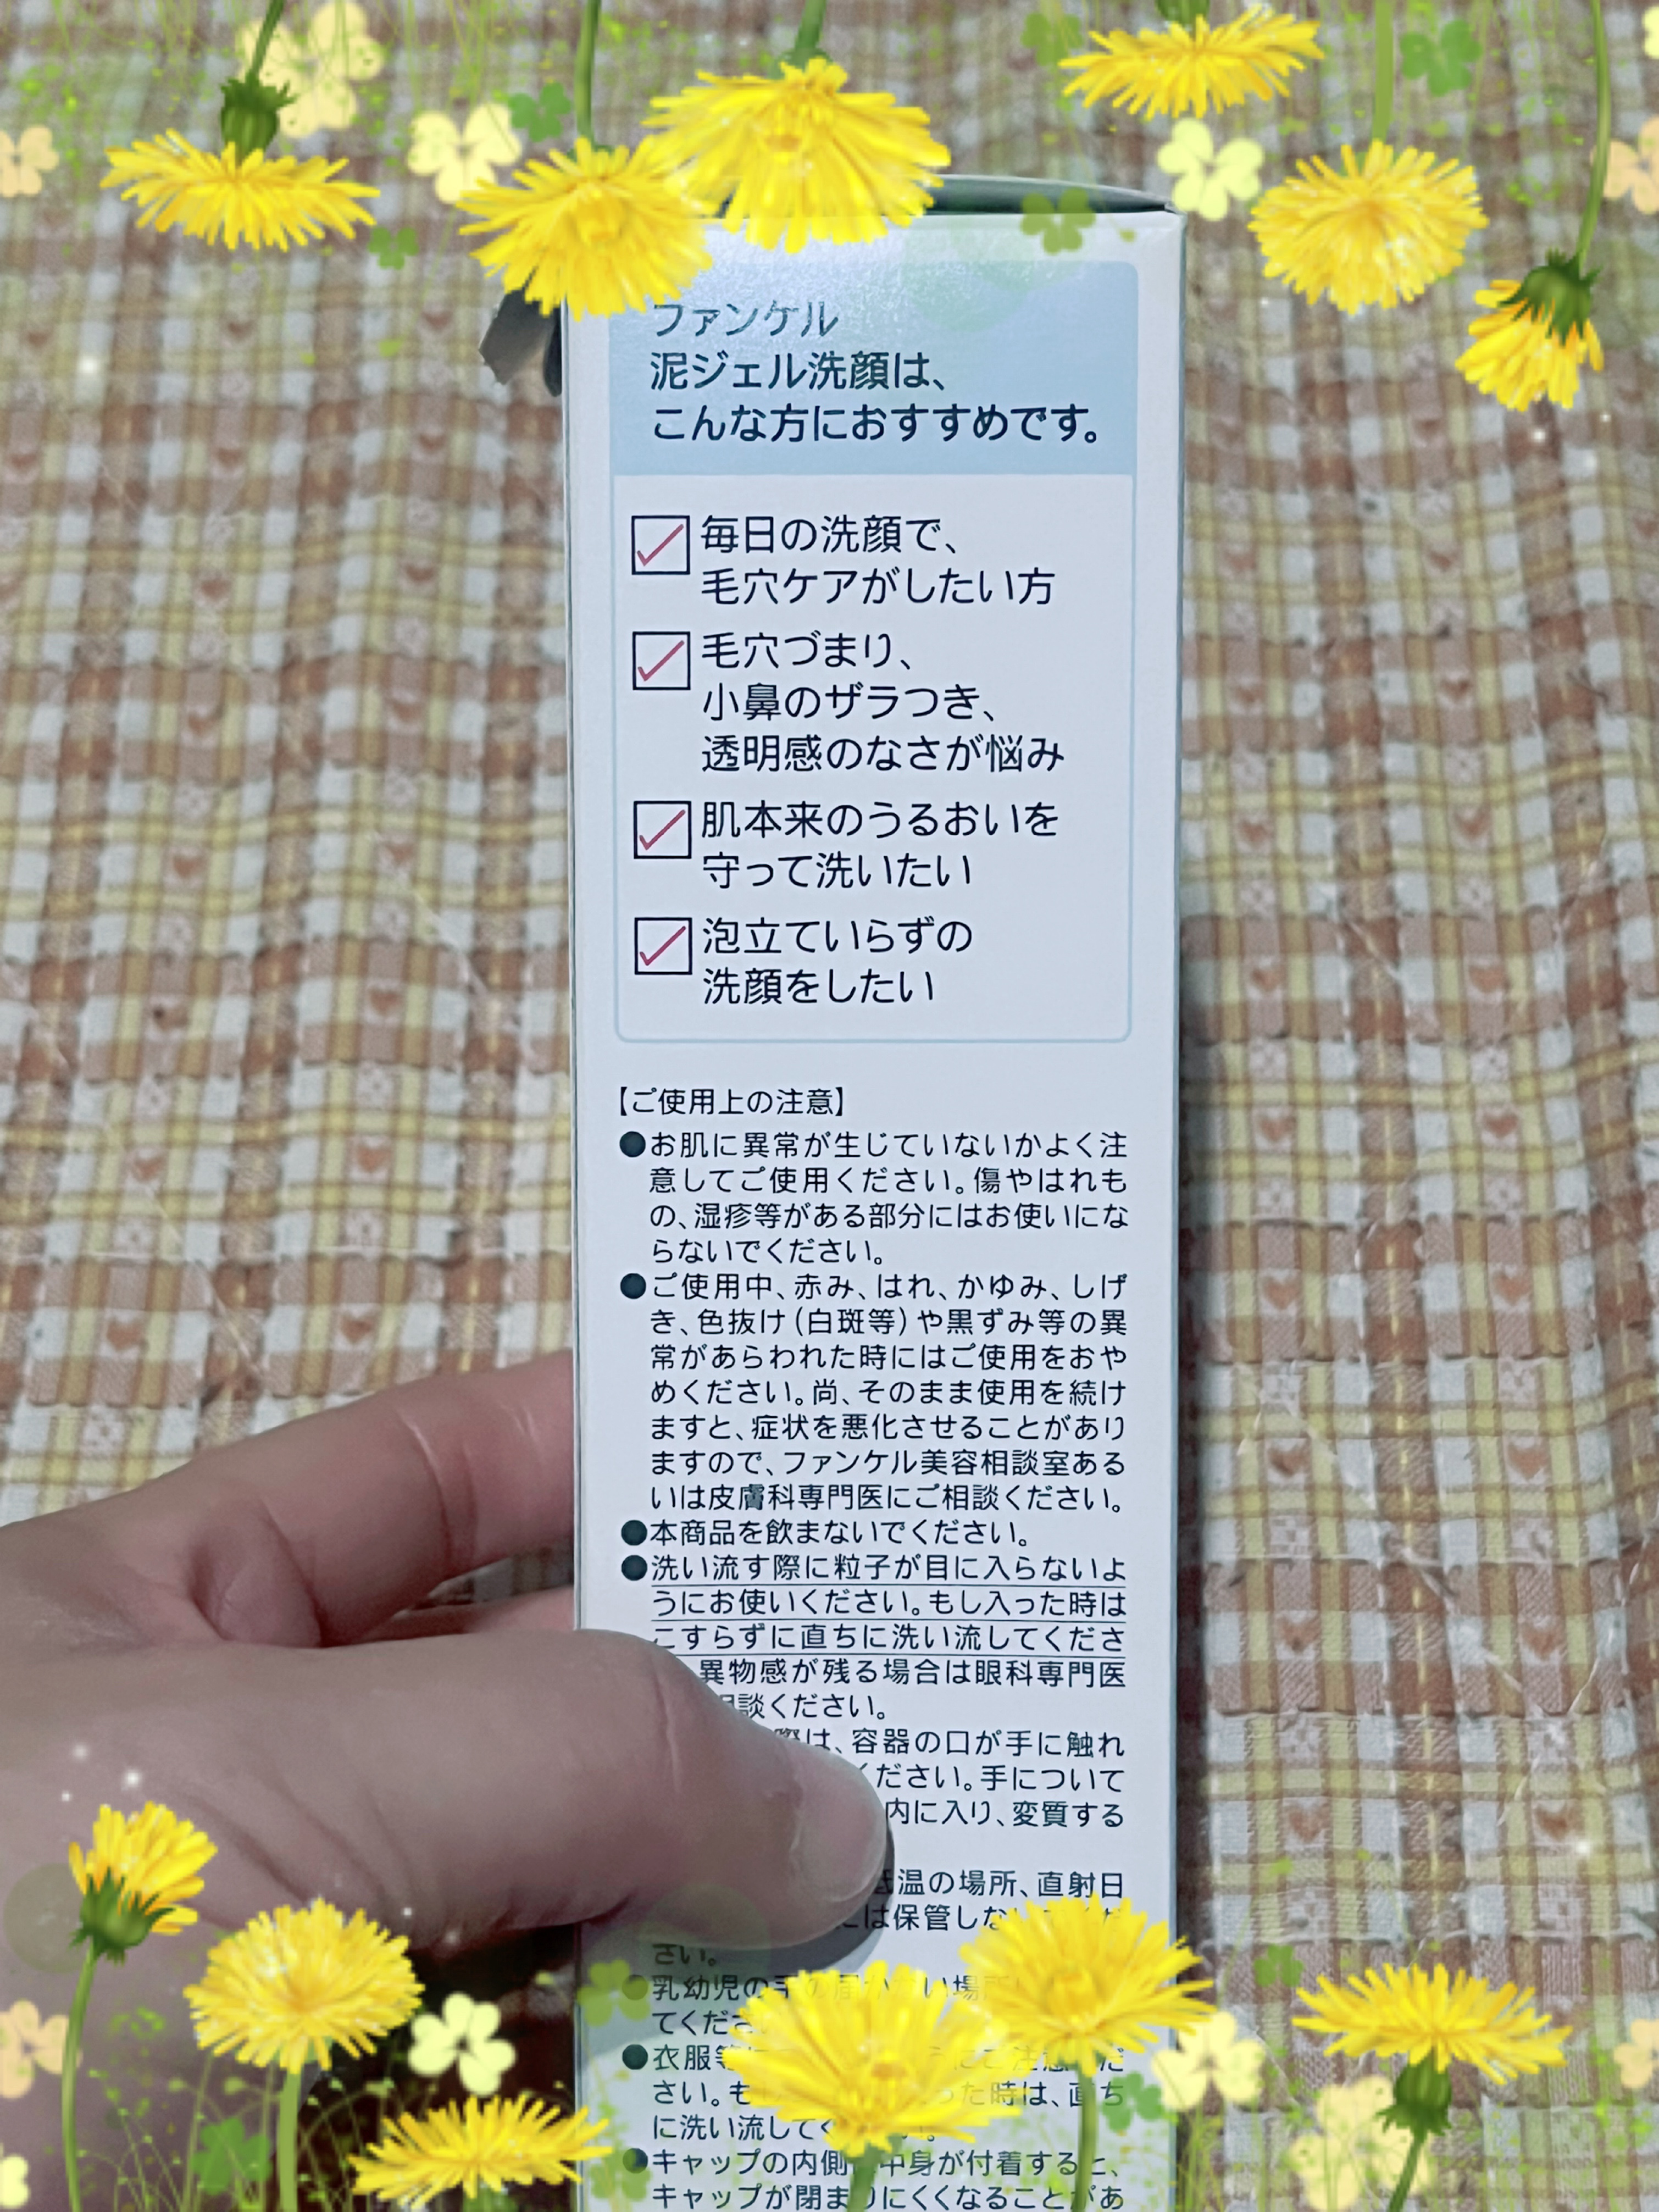 ファンケル
泥ジェル洗顔は、
こんな方におすすめです。
毎日の洗顔で、
毛穴ケアがしたい方
毛穴づまり、
小鼻のザラつき、
透明感のなさが悩み
肌本来のうるおいを
守って洗いたい
泡立ていらずの
洗顔をしたい
【ご使用上の注意】
●お肌に異常が生じていないかよく注
意してご使用ください。傷やはれも
の、湿疹等がある部分にはお使いにな
らないでください。
●ご使用中、赤み、はれ、かゆみ、しげ
き、色抜け(白斑等)や黒ずみ等の異
常があらわれた時にはご使用をおや
めください。尚、そのまま使用を続け
ますと、症状を悪化させることがあり
ますので、ファンケル美容相談室ある
いは皮膚科専門医にご相談ください。
●本商品を飲まないでください。
●洗い流す際に粒子が目に入らないよ
うにお使いください。もし入った時は
こすらずに直ちに洗い流してくださ
異物感が残る場合は眼科専門医
談ください。
際は、容器の口が手に触れ
ください。手について
内に入り、変質する
温の場所、直射日
は保管しな
さい。
●乳幼児の手の届かない場所
てくださ
●衣服等
さい。も った時は、直ち
に洗い流して
●キャップの内側 中身が付着すると、
キャップが閉まりにくくなることがあ